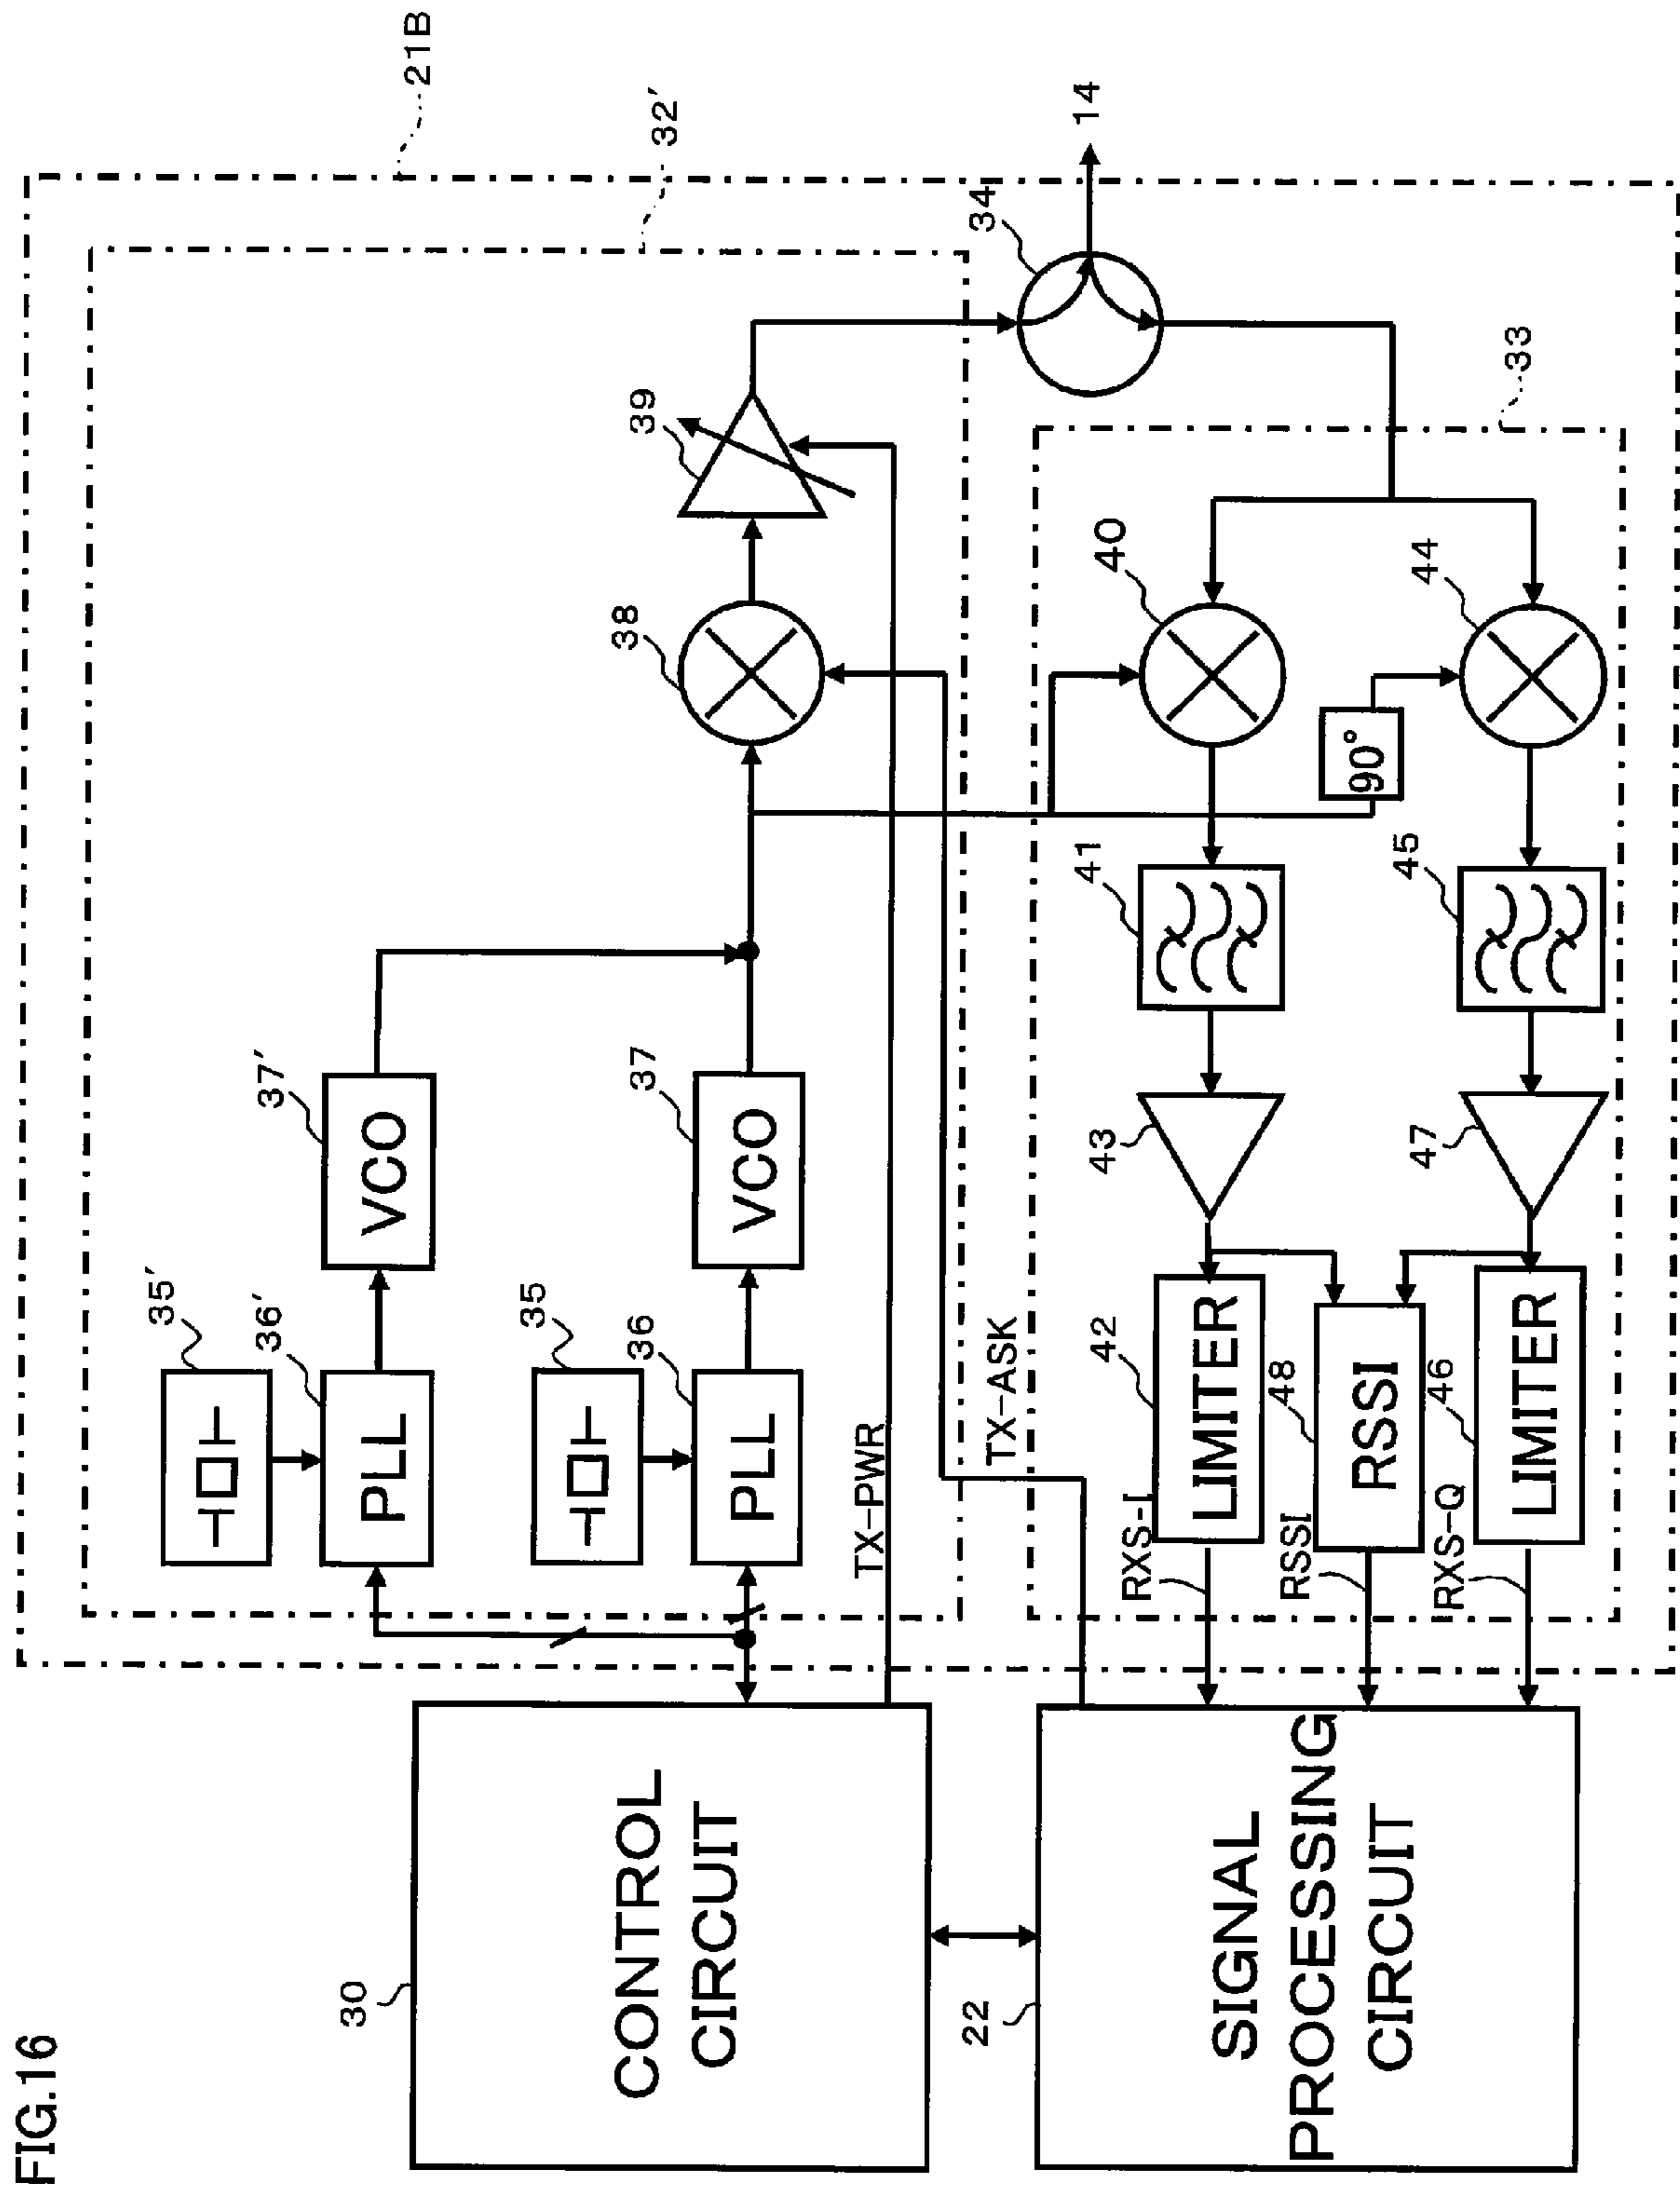 FIG.16
21B
32'
35'
36'
37'
VCO
PLL
35
36
37
VCO
PLL
38
39
34
14
TX-PWR
TX-ASK
30
CONTROL
CIRCUIT
22
SIGNAL
PROCESSING
CIRCUIT
33
40
41
43
42
LIMITER
RXS-I
90°
48
RSSI
RSSI
44
45
47
46
LIMITER
RXS-Q